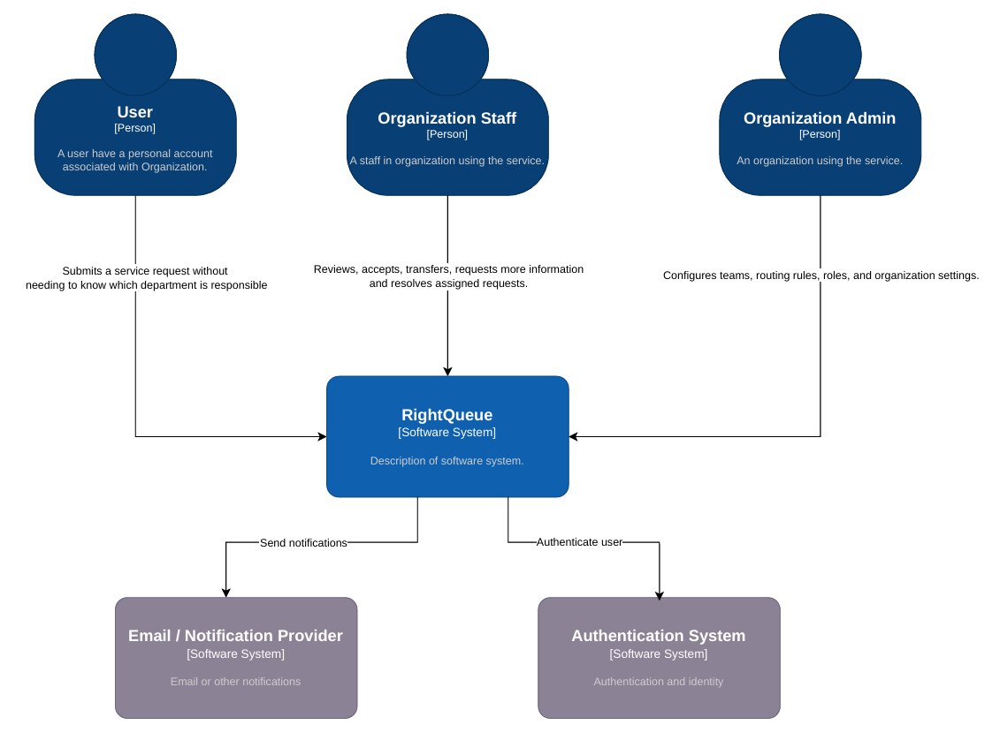 User
[Person]
A user have a personal account
associated with Organization.
Organization Staff
[Person]
A staff in organization using the service.
Organization Admin
[Person]
An organization using the service.
Submits a service request without
needing to know which department is responsible
Reviews, accepts, transfers, requests more information
and resolves assigned requests.
Configures teams, routing rules, roles, and organization settings.
RightQueue
[Software System]
Description of software system.
Send notifications
Authenticate user
Email / Notification Provider
[Software System]
Email or other notifications
Authentication System
[Software System]
Authentication and identity